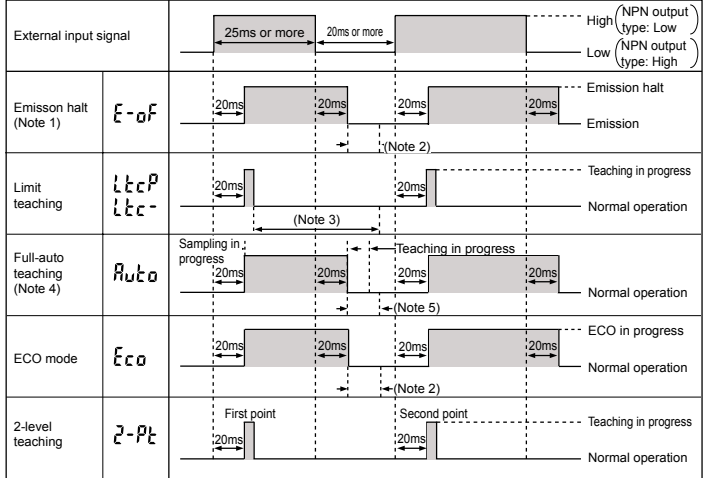 External input signal
25ms or more
20ms or more
High (NPN output type: Low)
Low (NPN output type: High)
Emisson halt
(Note 1)
E-oF
20ms
20ms
20ms
20ms
(Note 2)
Emission halt
Emission
Limit
teaching
LtcP
Ltc-
20ms
20ms
(Note 3)
Teaching in progress
Normal operation
Full-auto
teaching
(Note 4)
Auto
Sampling in
progress
Teaching in progress
20ms
20ms
20ms
20ms
(Note 5)
Normal operation
ECO mode
Eco
20ms
20ms
20ms
20ms
(Note 2)
ECO in progress
Normal operation
2-level
teaching
2-Pt
First point
Second point
20ms
20ms
Teaching in progress
Normal operation